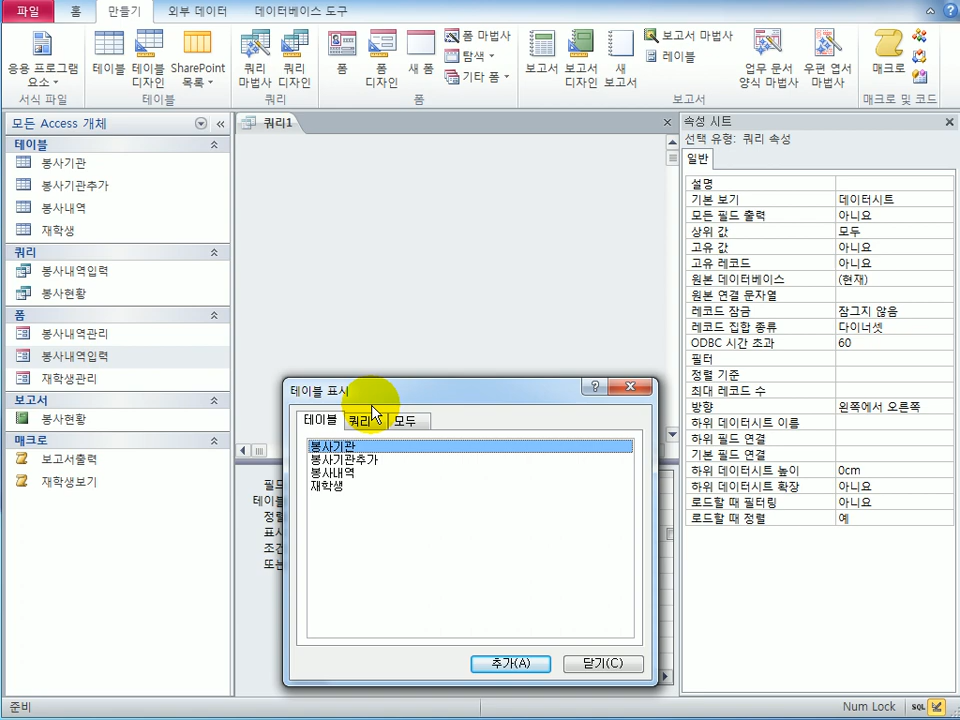 파일 홈 만들기 외부 데이터 데이터베이스 도구
응용 프로그램 요소 테이블 테이블 디자인 SharePoint 목록 쿼리 마법사 쿼리 디자인 폼 폼 디자인 새 폼 폼 마법사 탐색 기타 폼 보고서 보고서 디자인 새 보고서 보고서 마법사 레이블 업무 문서 양식 마법사 우편 엽서 마법사 매크로
서식 파일 테이블 쿼리 폼 보고서 매크로 및 코드
모든 Access 개체
테이블
봉사기관
봉사기관추가
봉사내역
재학생
쿼리
봉사내역입력
봉사현황
폼
봉사내역관리
봉사내역입력
재학생관리
보고서
봉사현황
매크로
보고서출력
재학생보기
쿼리1
필드
테이블
정렬
표시
조건
또는
테이블 표시
테이블 쿼리 모두
봉사기관
봉사기관추가
봉사내역
재학생
추가(A) 닫기(C)
속성 시트
선택 유형: 쿼리 속성
일반
설명
기본 보기 데이터시트
모든 필드 출력 아니요
상위 값 모두
고유 값 아니요
고유 레코드 아니요
원본 데이터베이스 (현재)
원본 연결 문자열
레코드 잠금 잠그지 않음
레코드 집합 종류 다이너셋
ODBC 시간 초과 60
필터
정렬 기준
최대 레코드 수
방향 왼쪽에서 오른쪽
하위 데이터시트 이름
하위 필드 연결
기본 필드 연결
하위 데이터시트 높이 0cm
하위 데이터시트 확장 아니요
로드할 때 필터링 아니요
로드할 때 정렬 예
준비 Num Lock SQL